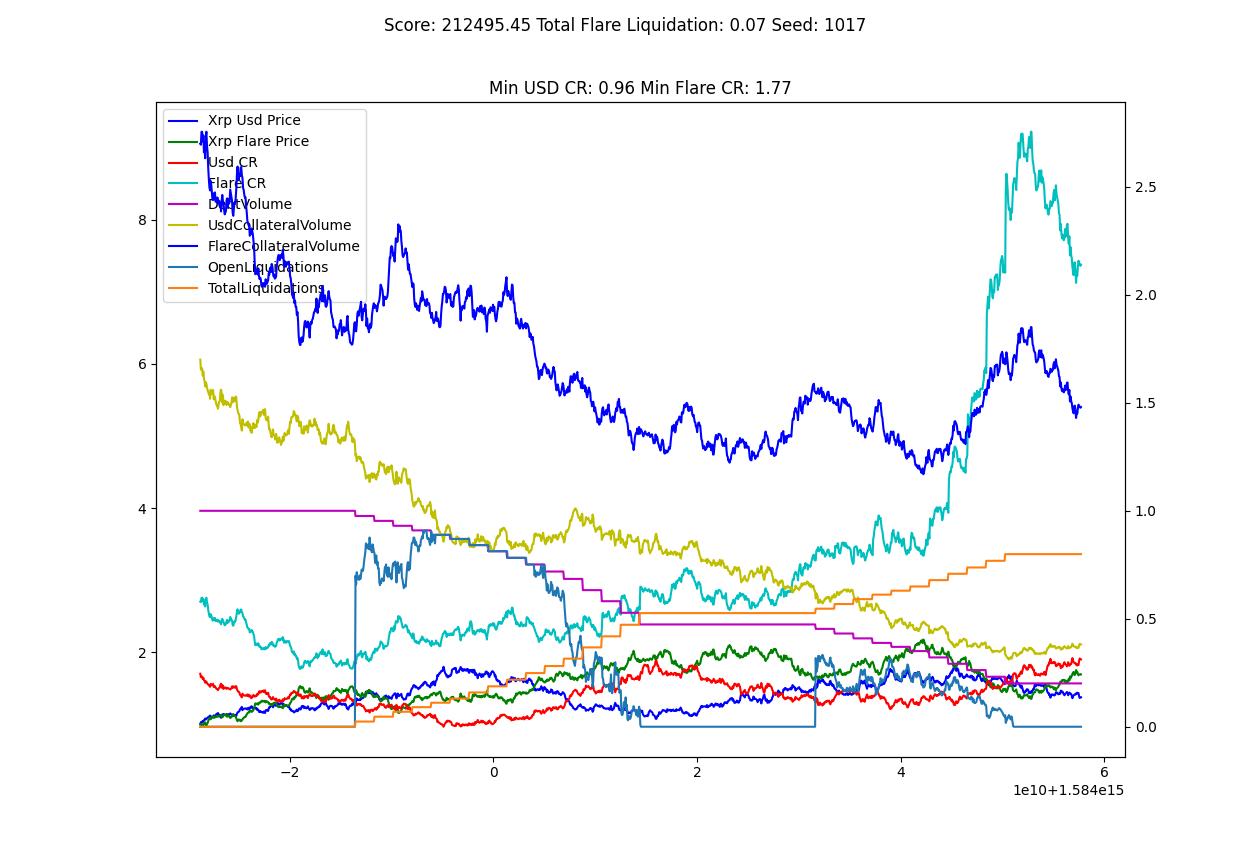 Score: 212495.45 Total Flare Liquidation: 0.07 Seed: 1017
Min USD CR: 0.96 Min Flare CR: 1.77
Xrp Usd Price
Xrp Flare Price
Usd CR
Flare CR
DebtVolume
UsdCollateralVolume
FlareCollateralVolume
OpenLiquidations
TotalLiquidations
8
6
4
2
2.5
2.0
1.5
1.0
0.5
0.0
−2 0 2 4 6
1e10+1.584e15